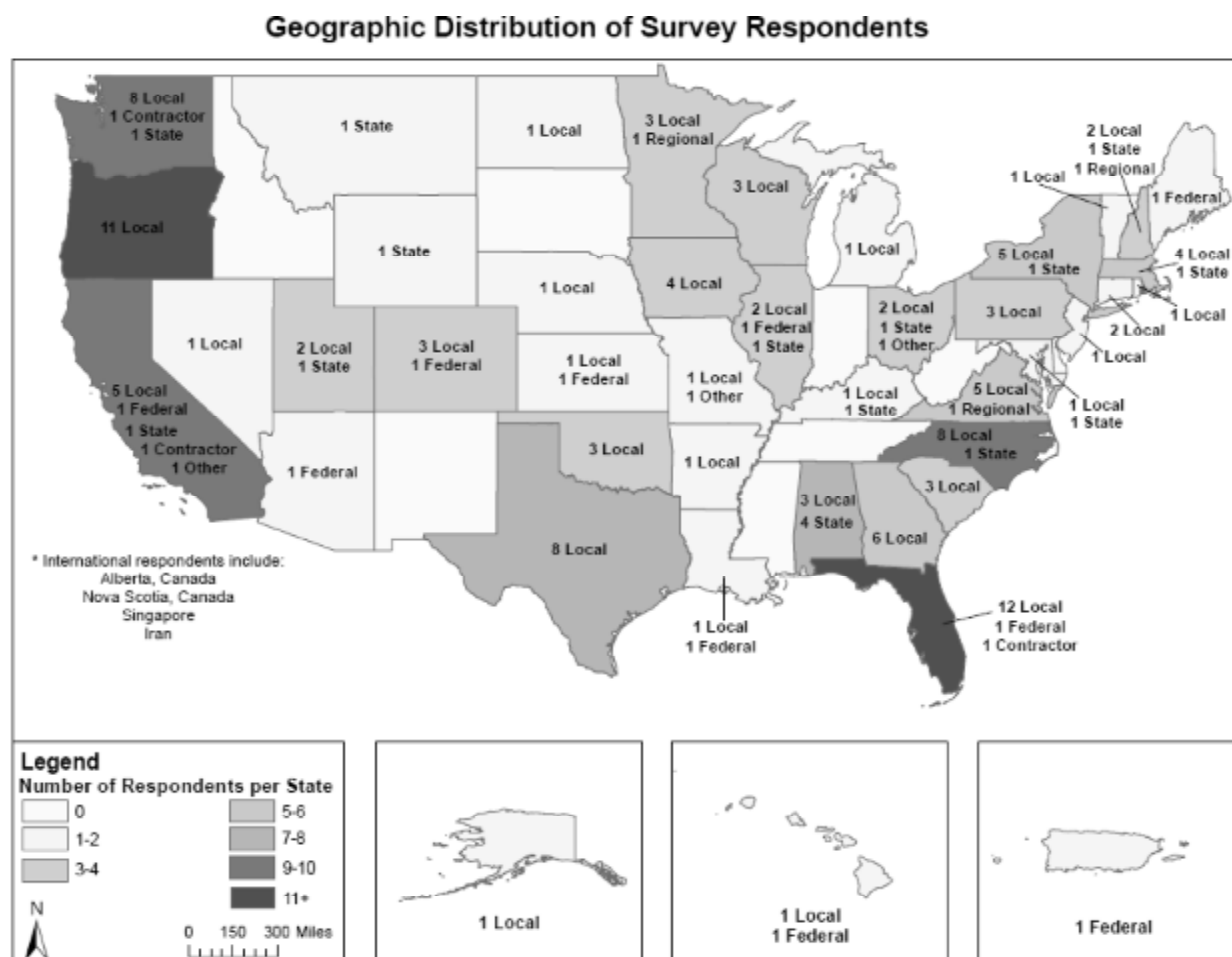 Geographic Distribution of Survey Respondents
8 Local
1 Contractor
1 State
1 State
1 Local
3 Local
1 Regional
2 Local
1 State
1 Regional
1 Local
1 Federal
3 Local
11 Local
1 State
1 Local
5 Local
1 State
4 Local
1 State
4 Local
1 Local
2 Local
1 Federal
1 State
2 Local
1 State
1 Other
3 Local
2 Local
1 Local
1 Local
1 Local
2 Local
1 State
3 Local
1 Federal
1 Local
1 Federal
1 Local
1 Other
1 Local
1 State
5 Local
1 Regional
1 Local
1 State
5 Local
1 Federal
1 State
1 Contractor
1 Other
1 Federal
3 Local
1 Local
8 Local
1 State
3 Local
3 Local
4 State
6 Local
8 Local
* International respondents include:
Alberta, Canada
Nova Scotia, Canada
Singapore
Iran
1 Local
1 Federal
12 Local
1 Federal
1 Contractor
Legend
Number of Respondents per State
0
1-2
3-4
5-6
7-8
9-10
11+
N
0 150 300 Miles
1 Local
1 Local
1 Federal
1 Federal